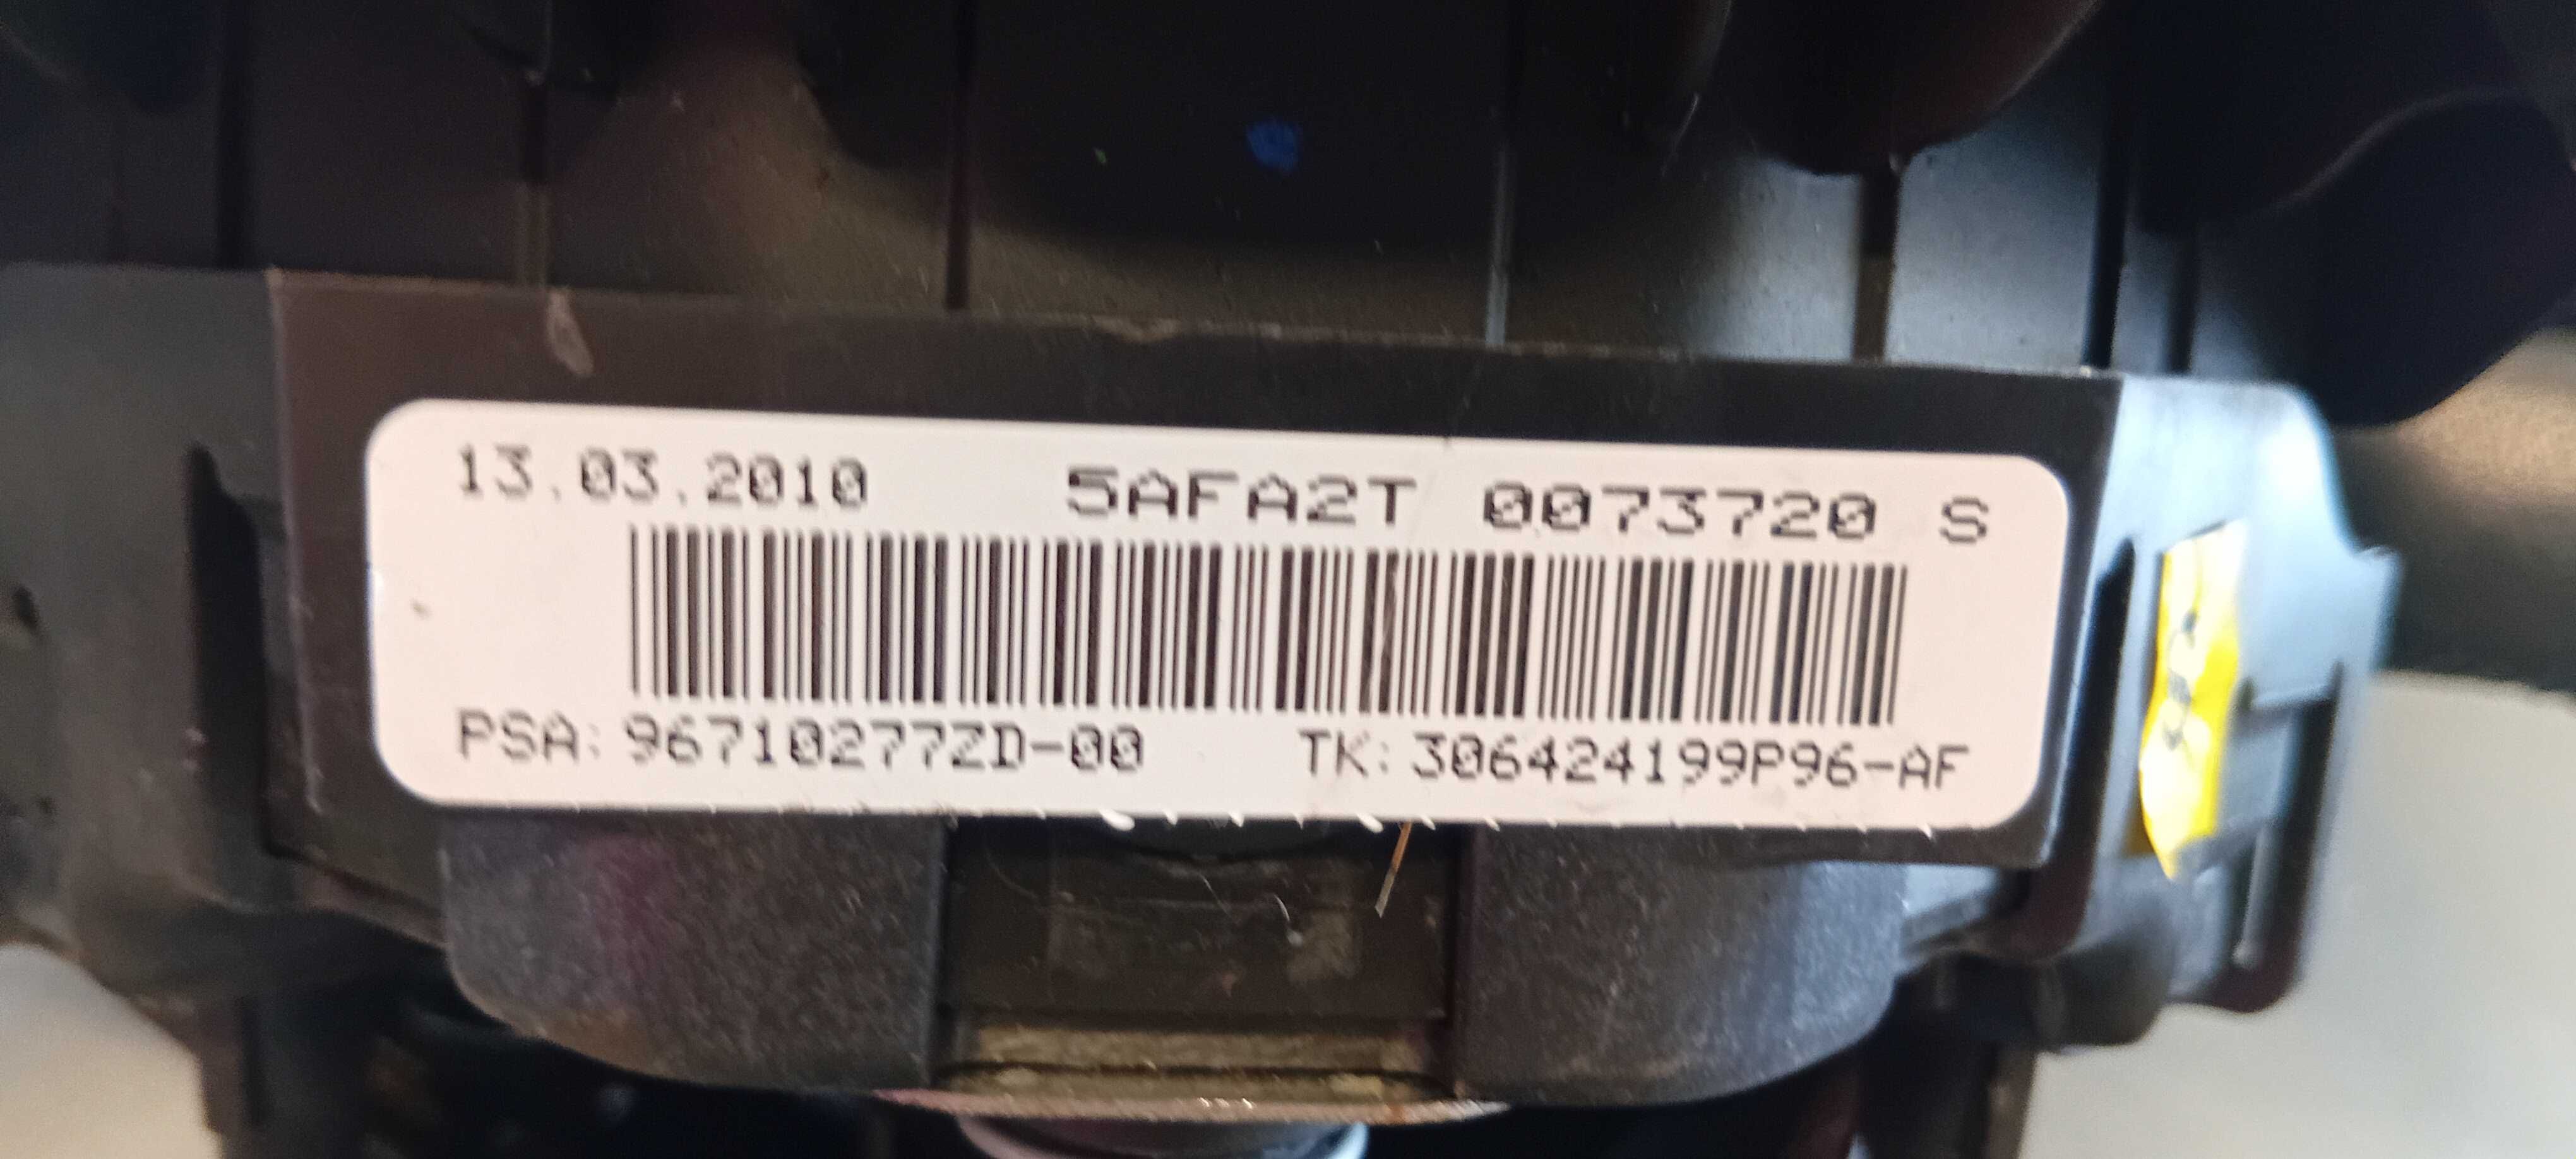 13.03.2010 5AFA2T 0073720 S
PSA: 96710277ZD-00 TK: 306424199P96-AF